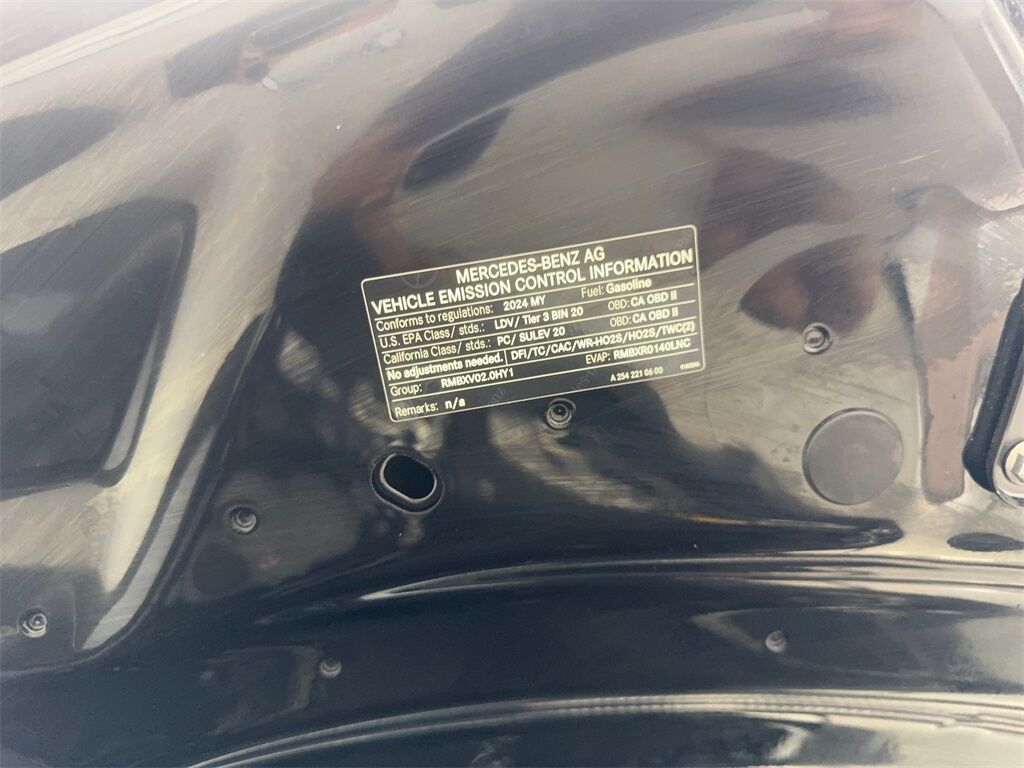 MERCEDES-BENZ AG
VEHICLE EMISSION CONTROL INFORMATION
Conforms to regulations: 2024 MY Fuel: Gasoline
U.S. EPA Class/ stds.: LDV/ Tier 3 BIN 20 OBD: CA OBD II
California Class/ stds.: PC/ SULEV 20 OBD: CA OBD II
No adjustments needed. DFI/TC/CAC/WR-HO2S/HO2S/TWC(2)
Group: RMBXV02.0HY1 EVAP: RMBXR0140LNC
Remarks: n/a A 254 221 06 00